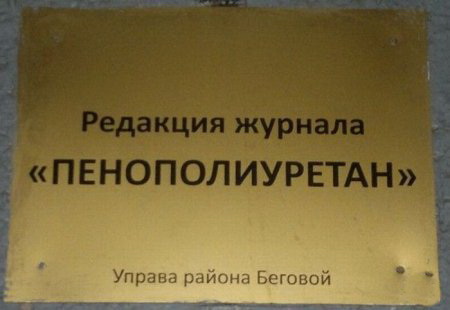 Редакция журнала
«ПЕНОПОЛИУРЕТАН»
Управа района Беговой